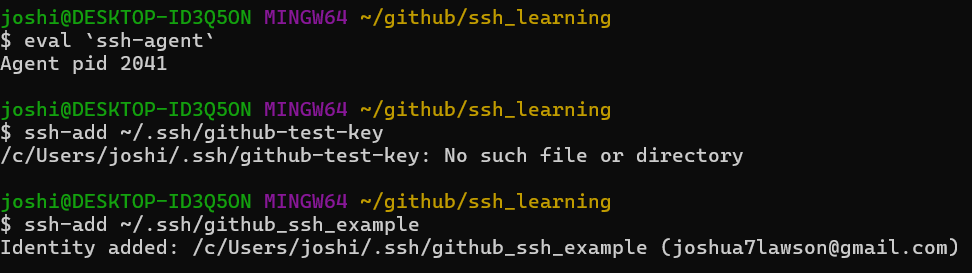 joshi@DESKTOP-ID3Q5ON MINGW64 ~/github/ssh_learning
$ eval `ssh-agent`
Agent pid 2041
joshi@DESKTOP-ID3Q5ON MINGW64 ~/github/ssh_learning
$ ssh-add ~/.ssh/github-test-key
/c/Users/joshi/.ssh/github-test-key: No such file or directory
joshi@DESKTOP-ID3Q5ON MINGW64 ~/github/ssh_learning
$ ssh-add ~/.ssh/github_ssh_example
Identity added: /c/Users/joshi/.ssh/github_ssh_example (joshua7lawson@gmail.com)